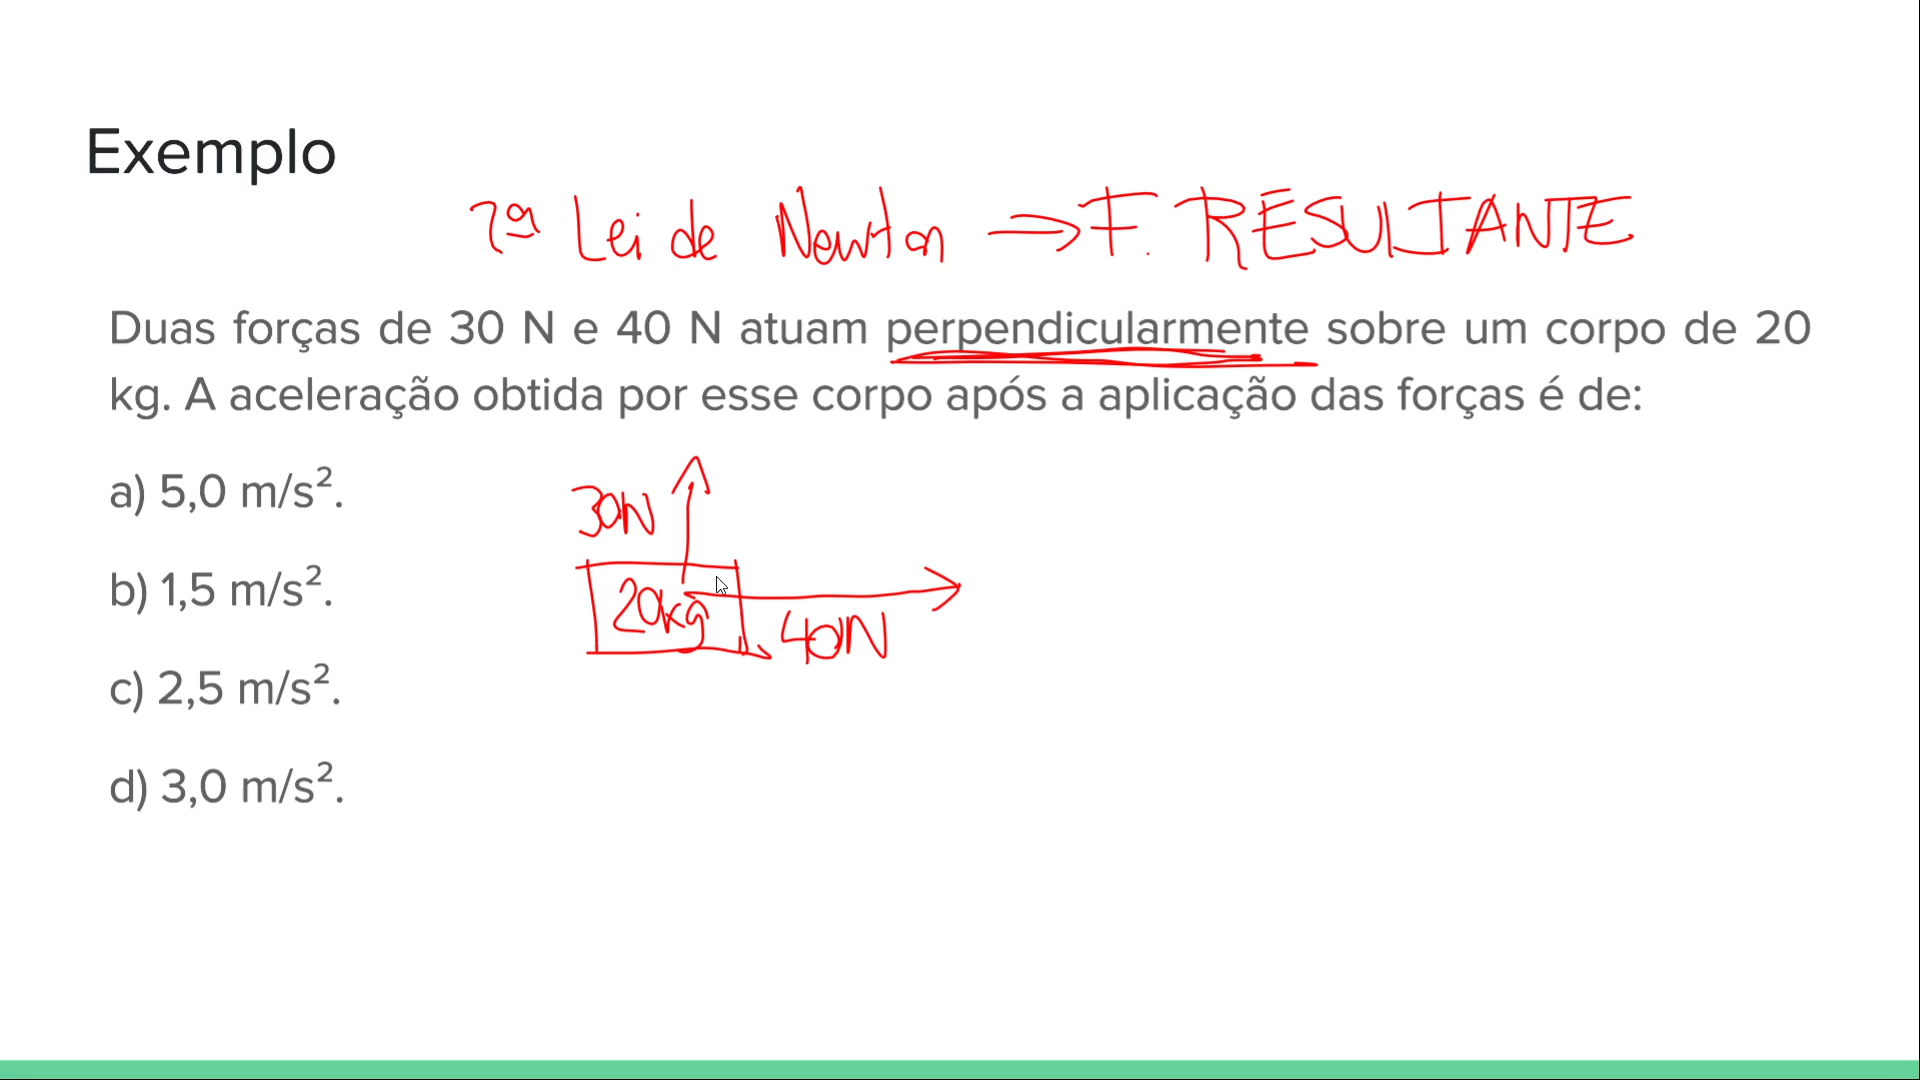 Exemplo
1ª Lei de Newton → F. RESULTANTE
Duas forças de 30 N e 40 N atuam perpendicularmente sobre um corpo de 20
kg. A aceleração obtida por esse corpo após a aplicação das forças é de:
a) 5,0 m/s².
30N
b) 1,5 m/s².
20kg
40N
c) 2,5 m/s².
d) 3,0 m/s².